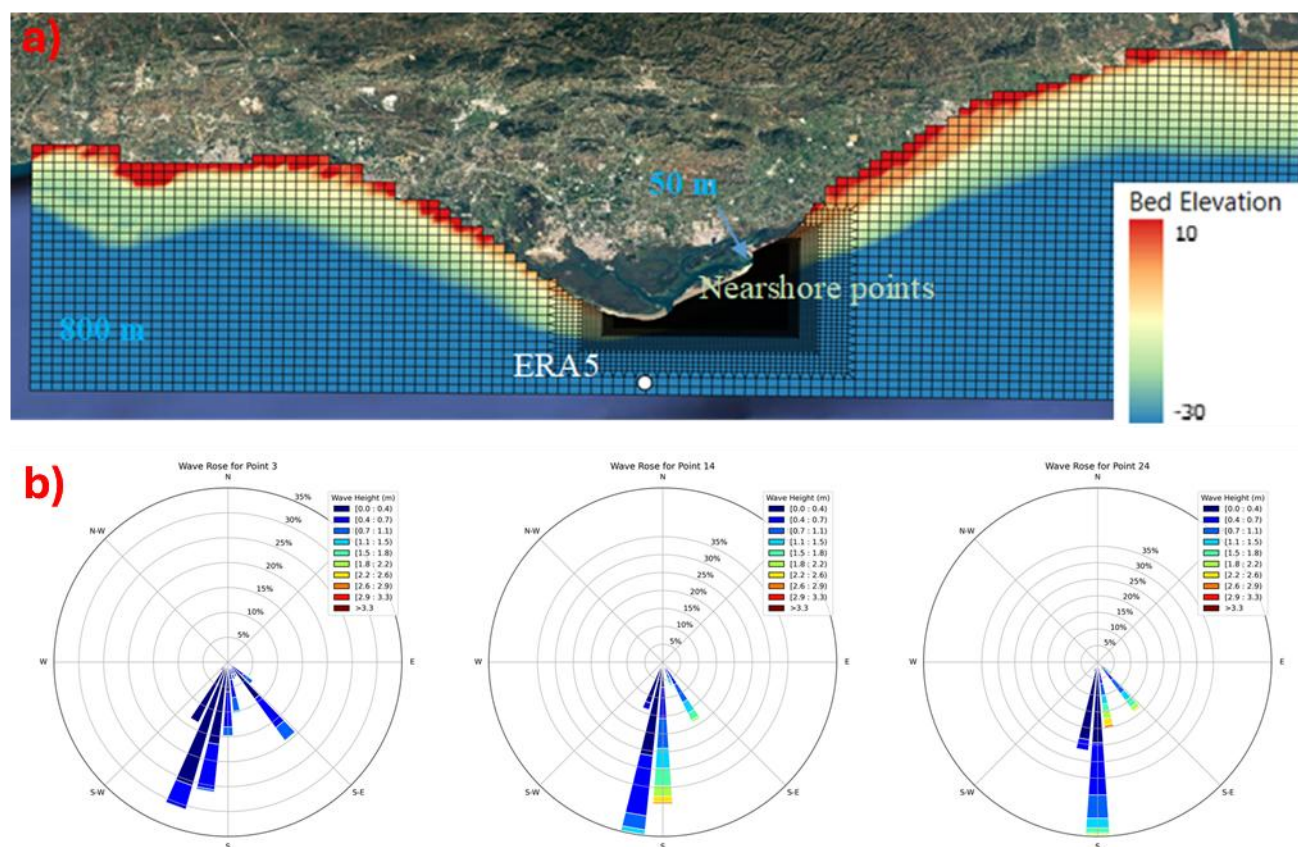 a)
50 m
Nearshore points
800 m
ERA5
Bed Elevation
10
-30
b)
Wave Rose for Point 3
N
N-W
W
S-W
S
S-E
E
5%
10%
15%
20%
25%
30%
35%
Wave Height (m)
[0.0 : 0.4)
[0.4 : 0.7)
[0.7 : 1.1)
[1.1 : 1.5)
[1.5 : 1.8)
[1.8 : 2.2)
[2.2 : 2.6)
[2.6 : 2.9)
[2.9 : 3.3)
>3.3
Wave Rose for Point 14
N
N-W
W
S-W
S
S-E
E
5%
10%
15%
20%
25%
30%
35%
Wave Height (m)
[0.0 : 0.4)
[0.4 : 0.7)
[0.7 : 1.1)
[1.1 : 1.5)
[1.5 : 1.8)
[1.8 : 2.2)
[2.2 : 2.6)
[2.6 : 2.9)
[2.9 : 3.3)
>3.3
Wave Rose for Point 24
N
N-W
W
S-W
S
S-E
E
5%
10%
15%
20%
25%
30%
35%
Wave Height (m)
[0.0 : 0.4)
[0.4 : 0.7)
[0.7 : 1.1)
[1.1 : 1.5)
[1.5 : 1.8)
[1.8 : 2.2)
[2.2 : 2.6)
[2.6 : 2.9)
[2.9 : 3.3)
>3.3